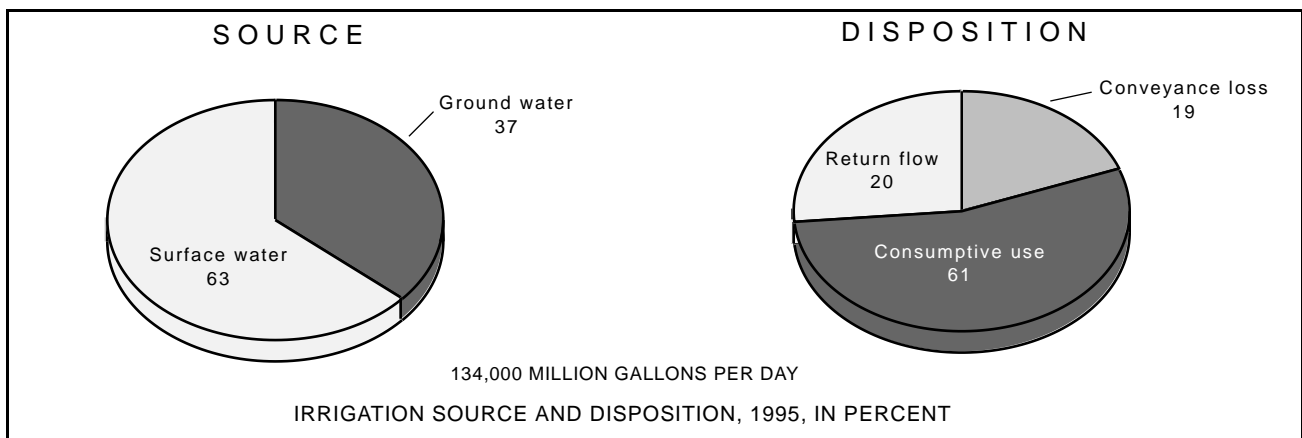 SOURCE
Ground water
37
Surface water
63
DISPOSITION
Conveyance loss
19
Return flow
20
Consumptive use
61
134,000 MILLION GALLONS PER DAY
IRRIGATION SOURCE AND DISPOSITION, 1995, IN PERCENT